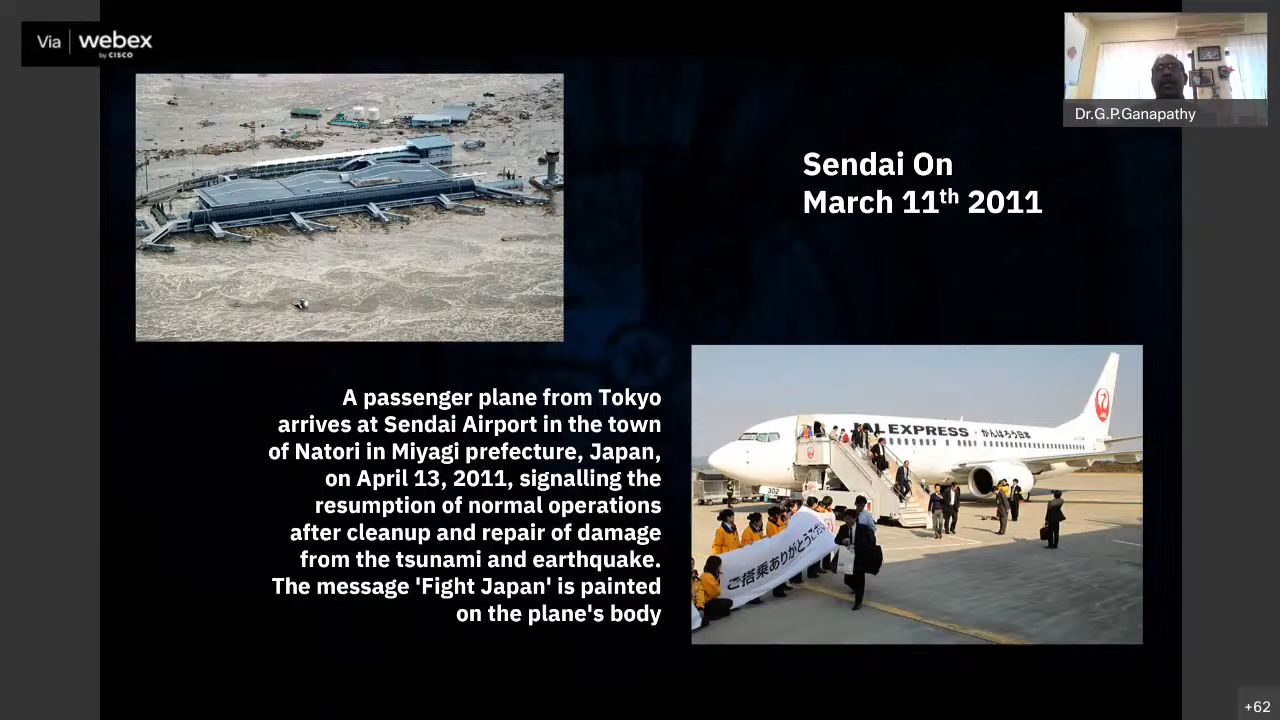 Via webex
by CISCO
Dr.G.P.Ganapathy
Sendai On
March 11th 2011
A passenger plane from Tokyo
arrives at Sendai Airport in the town
of Natori in Miyagi prefecture, Japan,
on April 13, 2011, signalling the
resumption of normal operations
after cleanup and repair of damage
from the tsunami and earthquake.
The message 'Fight Japan' is painted
on the plane's body
JAL EXPRESS がんばろう日本
JAL
302
ご搭乗ありがとうござい
+62